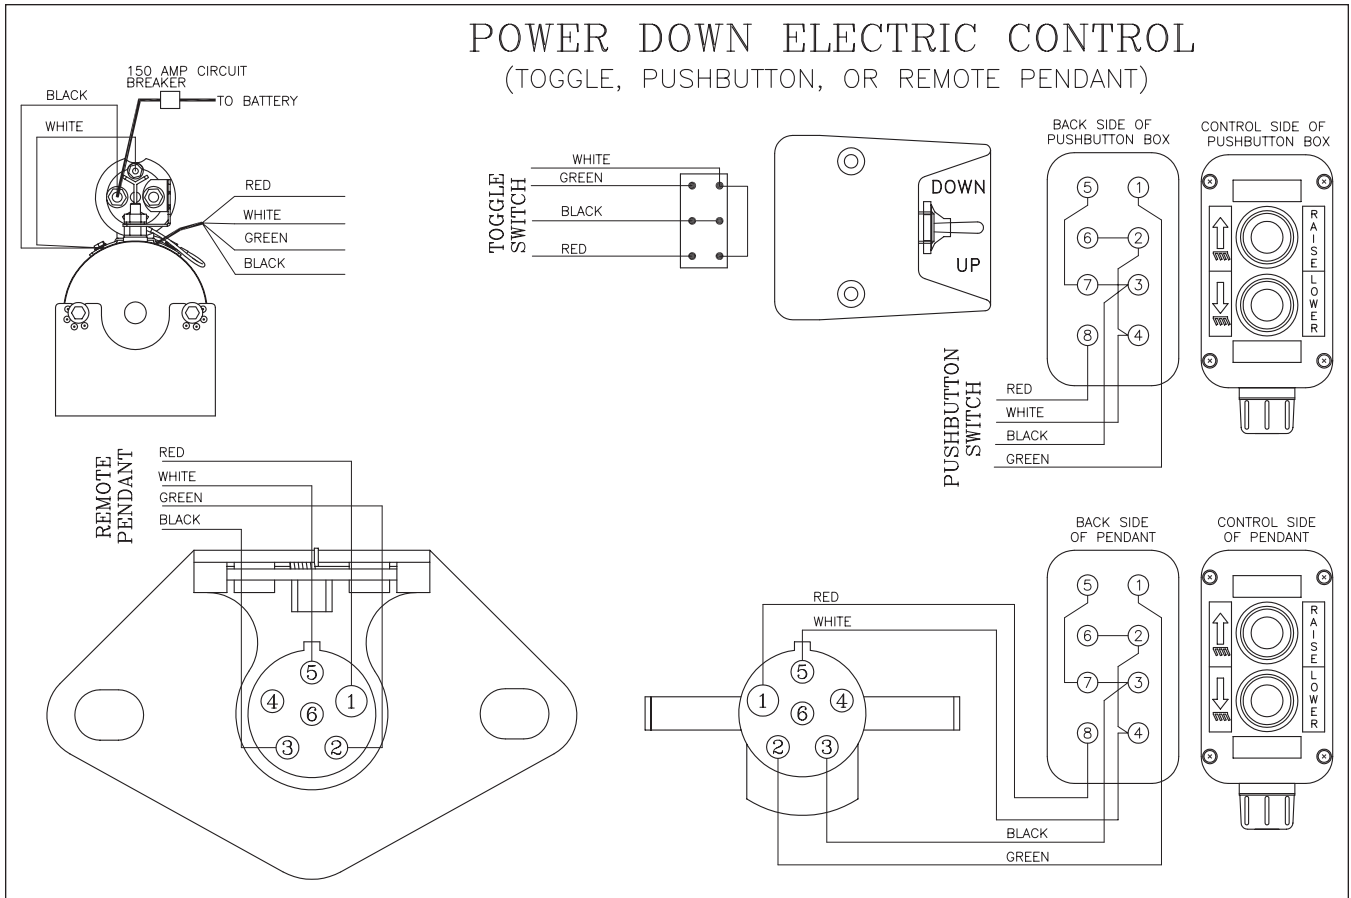 POWER DOWN ELECTRIC CONTROL
(TOGGLE, PUSHBUTTON, OR REMOTE PENDANT)
150 AMP CIRCUIT
BREAKER
TO BATTERY
BLACK
WHITE
RED
WHITE
GREEN
BLACK
TOGGLE
SWITCH
WHITE
GREEN
BLACK
RED
DOWN
UP
BACK SIDE OF
PUSHBUTTON BOX
5 1
6 2
7 3
8 4
PUSHBUTTON
SWITCH
RED
WHITE
BLACK
GREEN
CONTROL SIDE OF
PUSHBUTTON BOX
RAISE
LOWER
REMOTE
PENDANT
RED
WHITE
GREEN
BLACK
5
4 1
6
3 2
RED
WHITE
5
1 4
6
2 3
BLACK
GREEN
BACK SIDE
OF PENDANT
5 1
6 2
7 3
8 4
CONTROL SIDE
OF PENDANT
RAISE
LOWER